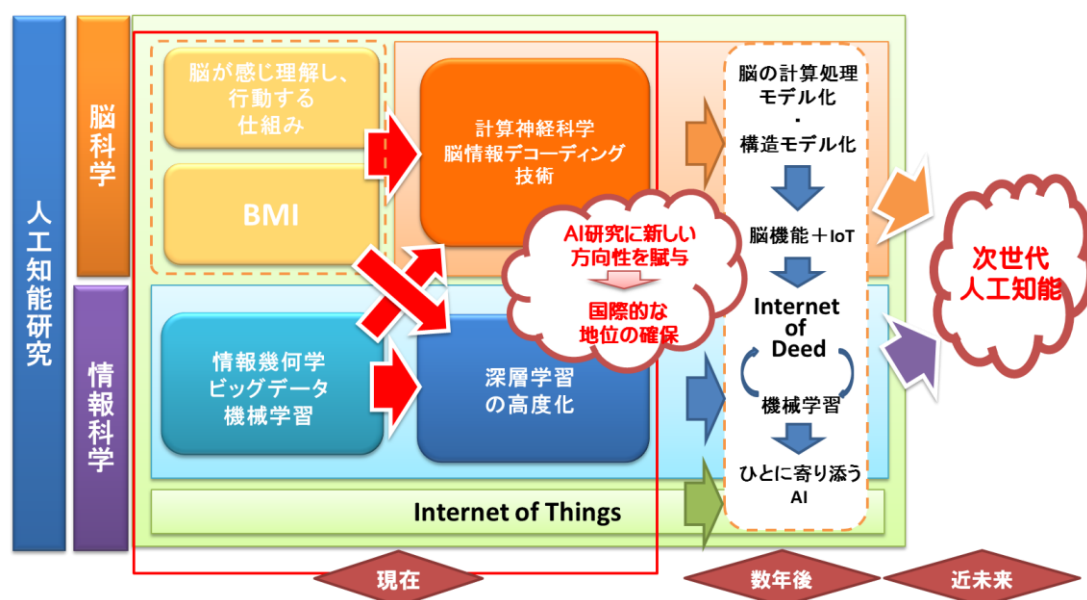 人工知能研究
脳科学
情報科学
脳が感じ理解し、
行動する
仕組み
BMI
計算神経科学
脳情報デコーディング
技術
情報幾何学
ビッグデータ
機械学習
深層学習
の高度化
AI研究に新しい
方向性を賦与
国際的な
地位の確保
Internet of Things
脳の計算処理
モデル化
・
構造モデル化
脳機能＋IoT
Internet
of
Deed
機械学習
ひとに寄り添う
AI
次世代
人工知能
現在
数年後
近未来